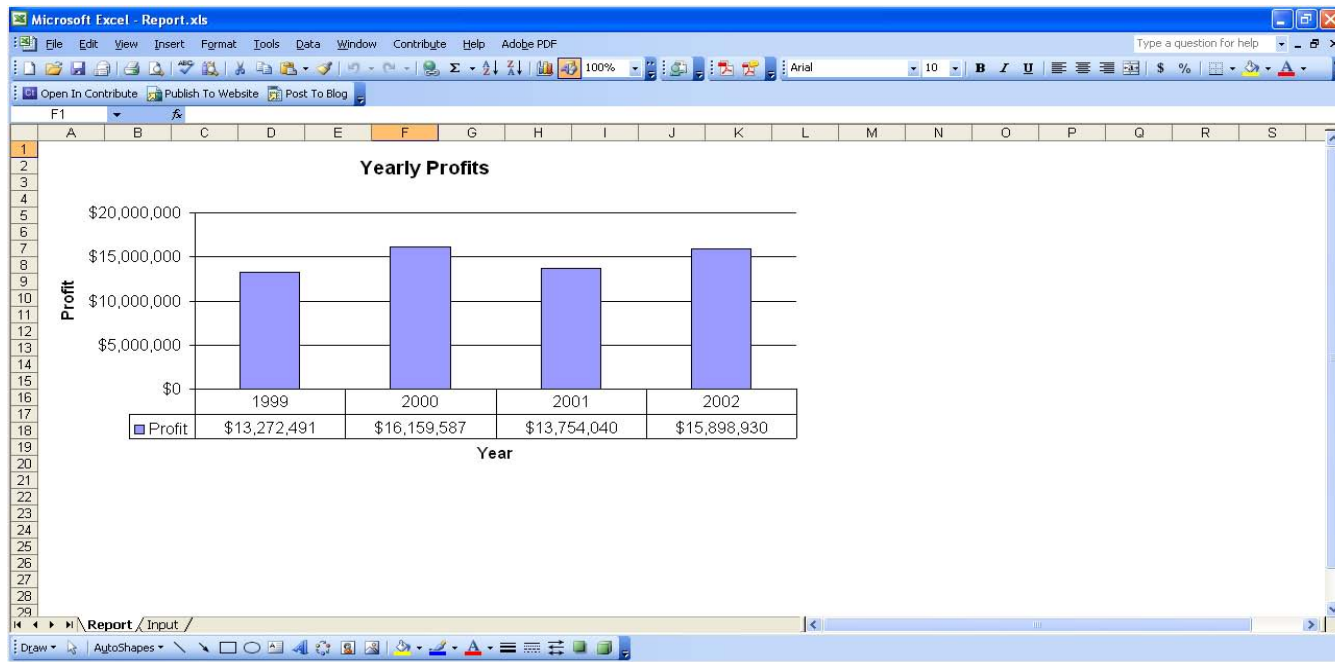 Microsoft Excel - Report.xls
File Edit View Insert Format Tools Data Window Contribute Help Adobe PDF
Type a question for help
100%
Arial
10
B I U
$ %
Open In Contribute Publish To Website Post To Blog
F1
fx
A B C D E F G H I J K L M N O P Q R S
1
2
3
4
5
6
7
8
9
10
11
12
13
14
15
16
17
18
19
20
21
22
23
24
25
26
27
28
29
Yearly Profits
Profit
$20,000,000
$15,000,000
$10,000,000
$5,000,000
$0
1999 2000 2001 2002
Profit $13,272,491 $16,159,587 $13,754,040 $15,898,930
Year
Report Input
Draw AutoShapes